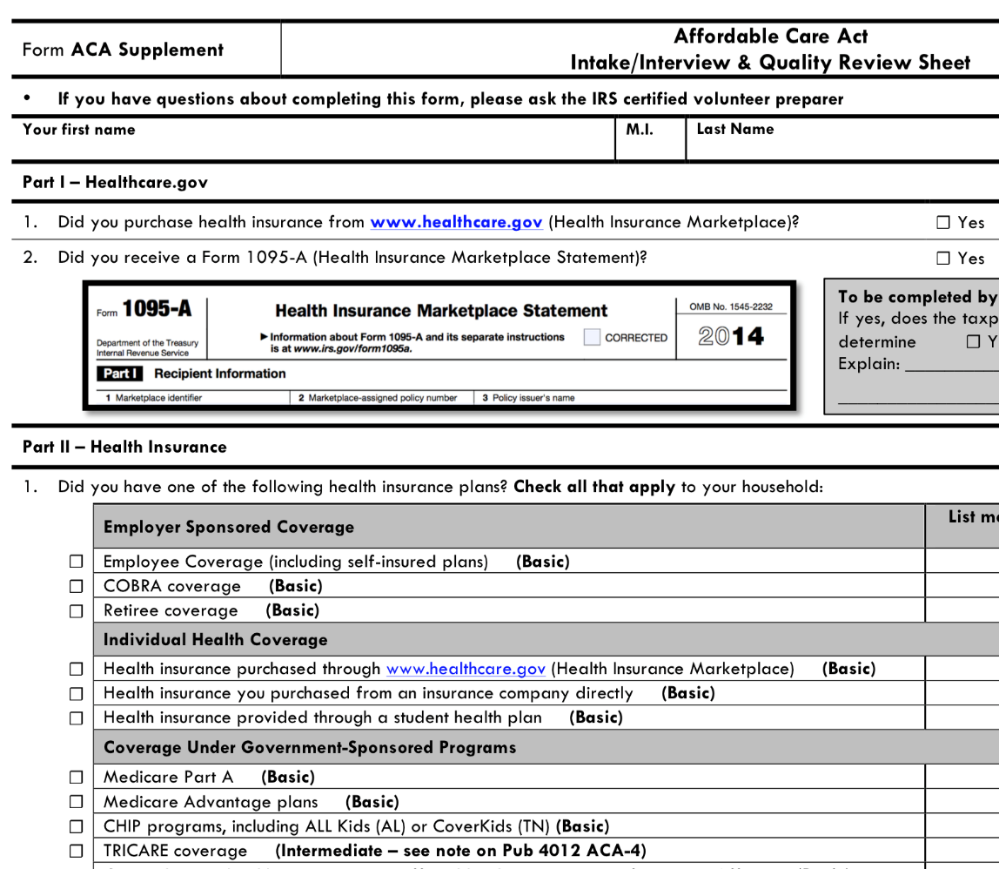 Form ACA Supplement
Affordable Care Act
Intake/Interview & Quality Review Sheet
• If you have questions about completing this form, please ask the IRS certified volunteer preparer
Your first name M.I. Last Name
Part I – Healthcare.gov
1. Did you purchase health insurance from www.healthcare.gov (Health Insurance Marketplace)? ☐ Yes
2. Did you receive a Form 1095-A (Health Insurance Marketplace Statement)? ☐ Yes
Form 1095-A
Department of the Treasury
Internal Revenue Service
Health Insurance Marketplace Statement
▶ Information about Form 1095-A and its separate instructions
is at www.irs.gov/form1095a.
CORRECTED
OMB No. 1545-2232
2014
Part I Recipient Information
1 Marketplace identifier 2 Marketplace-assigned policy number 3 Policy issuer's name
To be completed by
If yes, does the taxp
determine ☐ Y
Explain: ___________
Part II – Health Insurance
1. Did you have one of the following health insurance plans? Check all that apply to your household:
Employer Sponsored Coverage List m
☐ Employee Coverage (including self-insured plans) (Basic)
☐ COBRA coverage (Basic)
☐ Retiree coverage (Basic)
Individual Health Coverage
☐ Health insurance purchased through www.healthcare.gov (Health Insurance Marketplace) (Basic)
☐ Health insurance you purchased from an insurance company directly (Basic)
☐ Health insurance provided through a student health plan (Basic)
Coverage Under Government-Sponsored Programs
☐ Medicare Part A (Basic)
☐ Medicare Advantage plans (Basic)
☐ CHIP programs, including ALL Kids (AL) or CoverKids (TN) (Basic)
☐ TRICARE coverage (Intermediate – see note on Pub 4012 ACA-4)